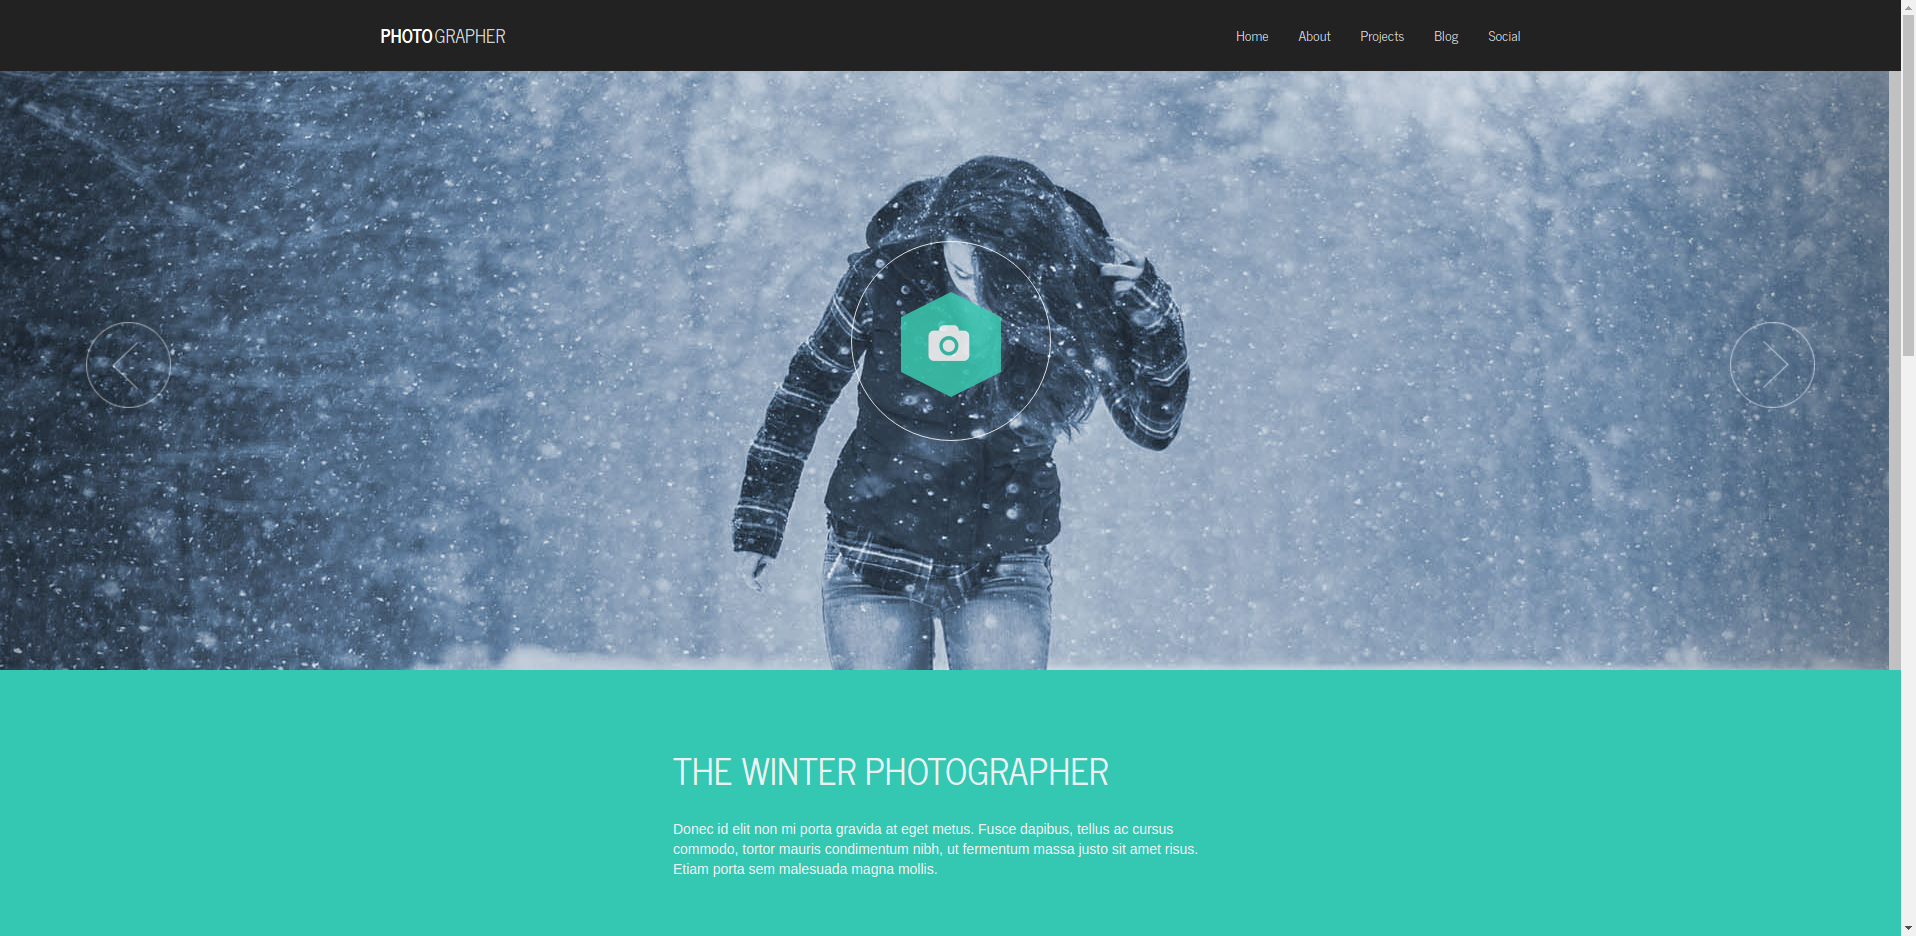 PHOTOGRAPHER
Home About Projects Blog Social
THE WINTER PHOTOGRAPHER
Donec id elit non mi porta gravida at eget metus. Fusce dapibus, tellus ac cursus
commodo, tortor mauris condimentum nibh, ut fermentum massa justo sit amet risus.
Etiam porta sem malesuada magna mollis.